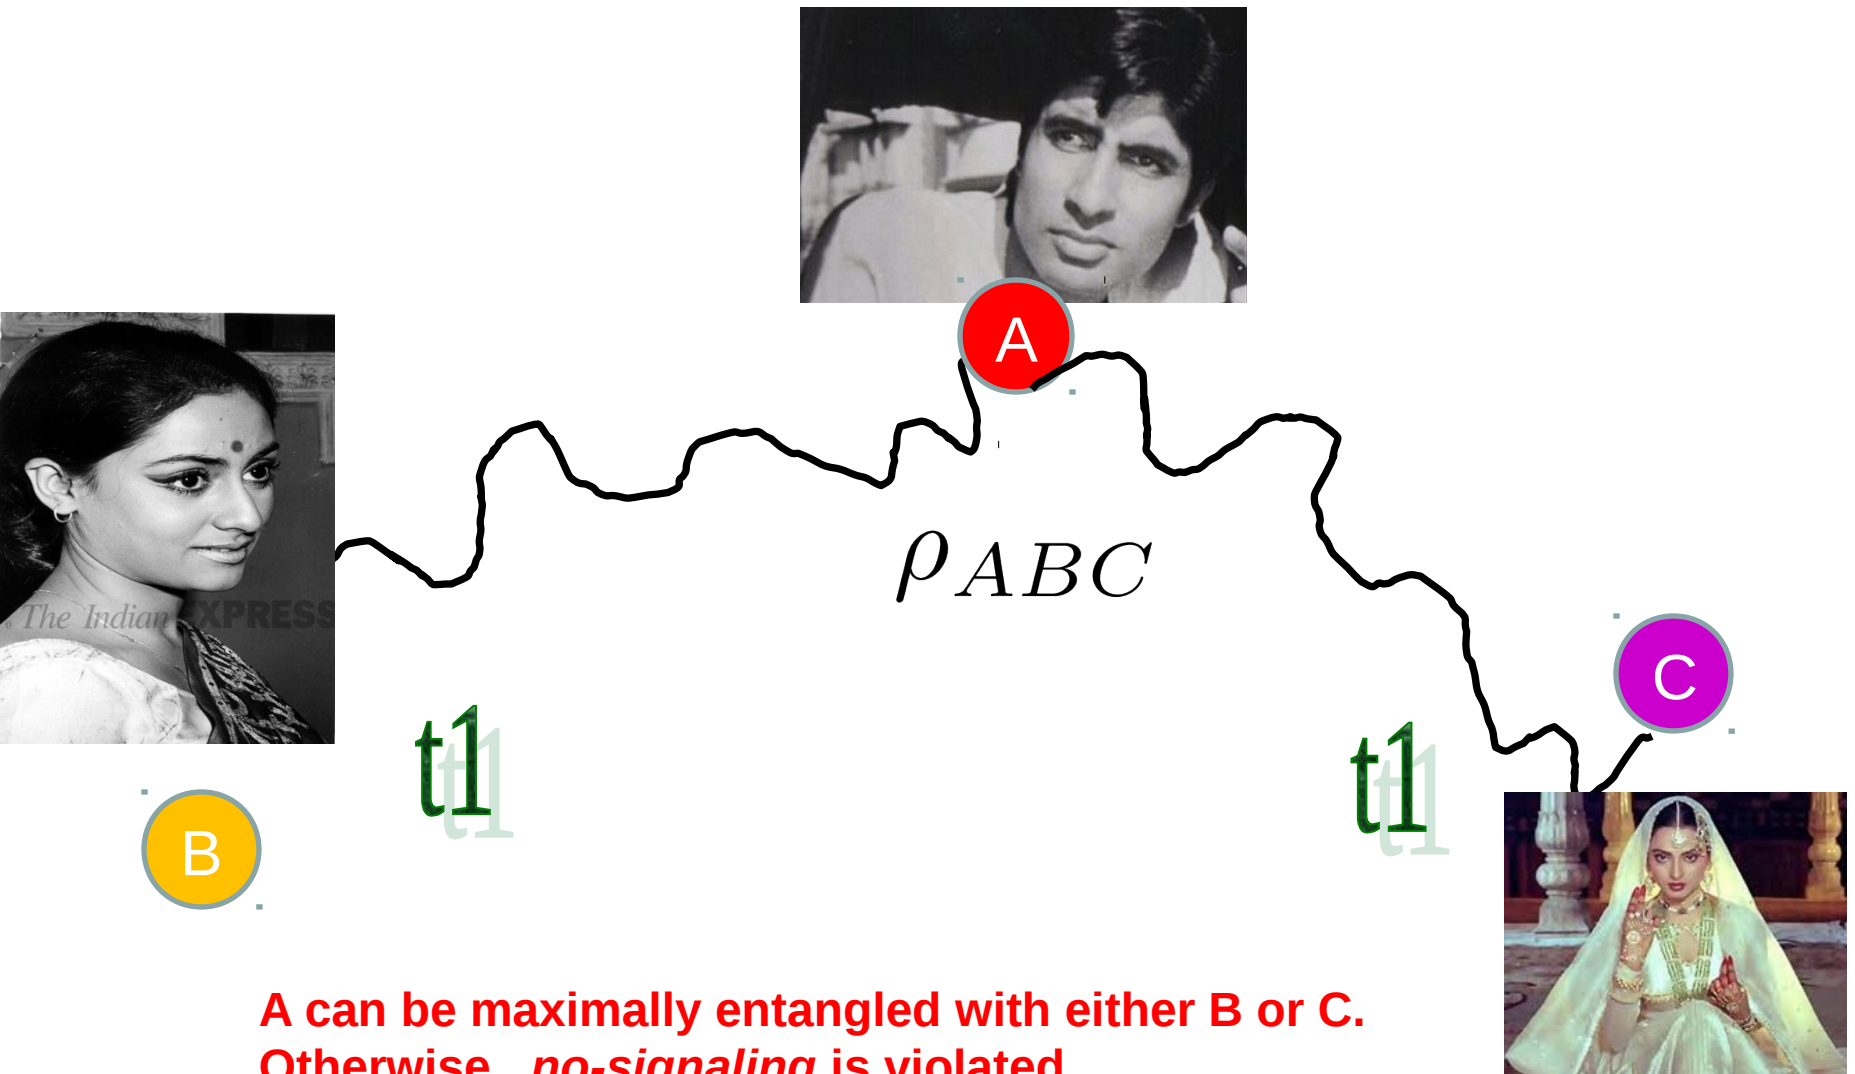 A
The Indian EXPRESS
ρABC
C
t1
t1
B
A can be maximally entangled with either B or C.
Otherwise, no-signaling is violated